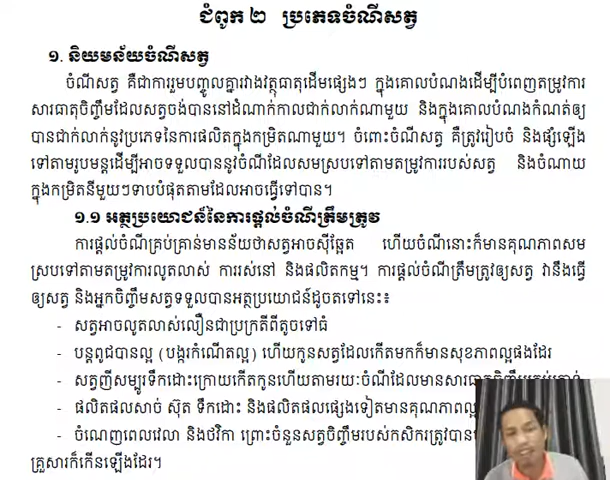 ជំពូក ២ ប្រភេទចំណីសត្វ
១. និយមន័យចំណីសត្វ
ចំណីសត្វ គឺជាការរួមបញ្ចូលគ្នារវាងវត្ថុធាតុដើមផ្សេងៗ ក្នុងគោលបំណងដើម្បីបំពេញតម្រូវការ
សារធាតុចិញ្ចឹមដែលសត្វចង់បាននៅដំណាក់កាលជាក់លាក់ណាមួយ និងក្នុងគោលបំណងកំណត់ឲ្យ
បានជាក់លាក់នូវប្រភេទនៃការផលិតក្នុងកម្រិតណាមួយ។ ចំពោះចំណីសត្វ គឺត្រូវរៀបចំ និងផ្សំឡើង
ទៅតាមរូបមន្តដើម្បីអាចទទួលបាននូវចំណីដែលសមស្របទៅតាមតម្រូវការរបស់សត្វ និងចំណាយ
ក្នុងកម្រិតនីមួយៗទាបបំផុតតាមដែលអាចធ្វើទៅបាន។
១.១ អត្ថប្រយោជន៍នៃការផ្តល់ចំណីត្រឹមត្រូវ
ការផ្តល់ចំណីគ្រប់គ្រាន់មានន័យថាសត្វអាចស៊ីឆ្អែត ហើយចំណីនោះក៏មានគុណភាពសម
ស្របទៅតាមតម្រូវការលូតលាស់ ការរស់នៅ និងផលិតកម្ម។ ការផ្តល់ចំណីត្រឹមត្រូវឲ្យសត្វ វានឹងធ្វើ
ឲ្យសត្វ និងអ្នកចិញ្ចឹមសត្វទទួលបានអត្ថប្រយោជន៍ដូចតទៅនេះ៖
- សត្វអាចលូតលាស់លឿនជាប្រក្រតីពីតូចទៅធំ
- បន្តពូជបានល្អ (បង្ករកំណើតល្អ) ហើយកូនសត្វដែលកើតមកក៏មានសុខភាពល្អផងដែរ
- សត្វញីសម្បូរទឹកដោះក្រោយកើតកូនហើយតាមរយៈចំណីដែលមានសារធាតុចិញ្ចឹមគ្រប់គ្រាន់
- ផលិតផលសាច់ ស៊ុត ទឹកដោះ និងផលិតផលផ្សេងទៀតមានគុណភាពល្អ
- ចំណេញពេលវេលា និងថវិកា ព្រោះចំនួនសត្វចិញ្ចឹមរបស់កសិករត្រូវបាន
គ្រួសារក៏កើនឡើងដែរ។